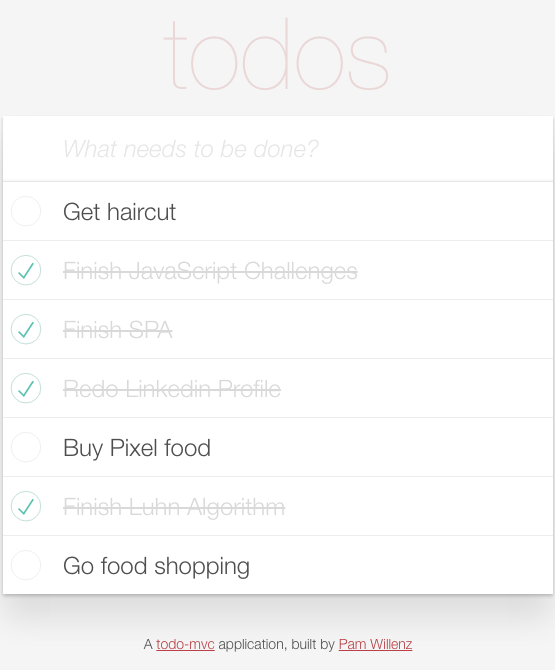 todos
What needs to be done?
Get haircut
Finish JavaScript Challenges
Finish SPA
Redo Linkedin Profile
Buy Pixel food
Finish Luhn Algorithm
Go food shopping
A todo-mvc application, built by Pam Willenz